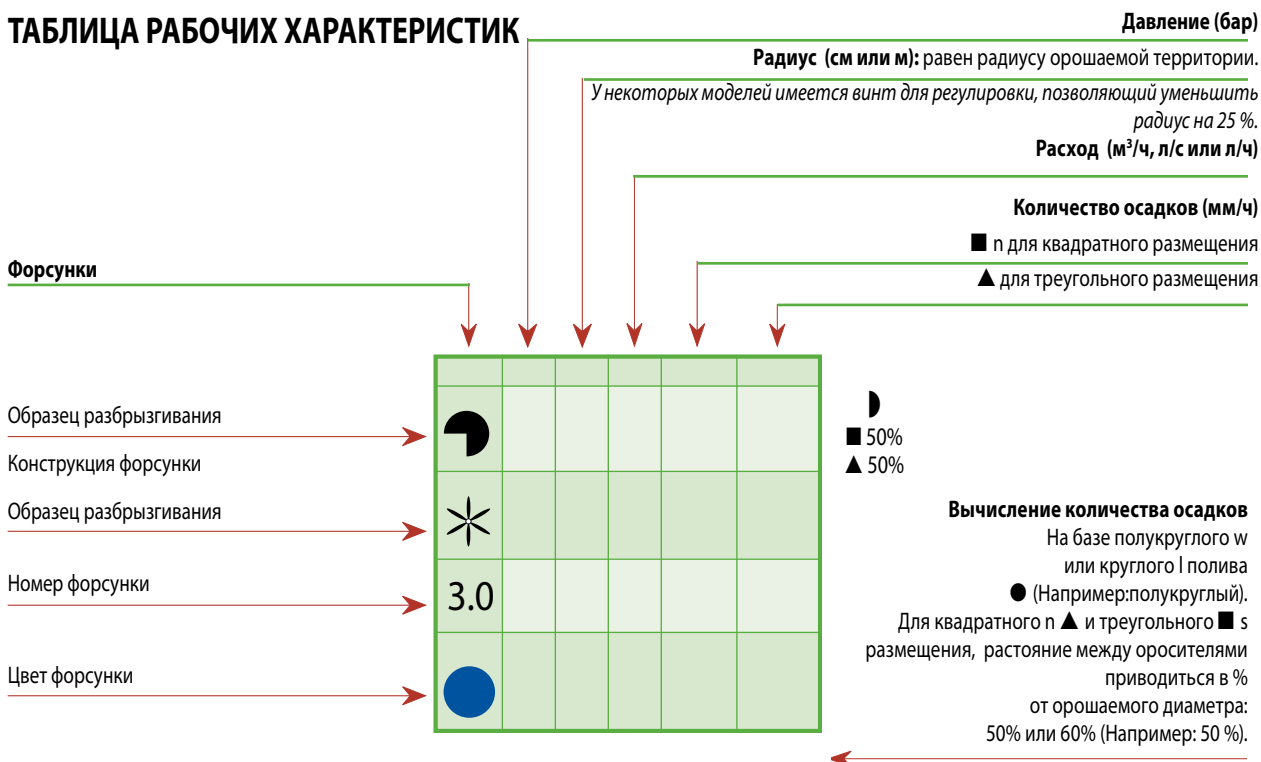 ТАБЛИЦА РАБОЧИХ ХАРАКТЕРИСТИК
Давление (бар)
Радиус (см или м): равен радиусу орошаемой территории.
У некоторых моделей имеется винт для регулировки, позволяющий уменьшить
радиус на 25 %.
Расход (м³/ч, л/с или л/ч)
Количество осадков (мм/ч)
■ n для квадратного размещения
▲ для треугольного размещения
Форсунки
Образец разбрызгивания
Конструкция форсунки
Образец разбрызгивания
Номер форсунки
3.0
Цвет форсунки
■ 50%
▲ 50%
Вычисление количества осадков
На базе полукруглого w
или круглого l полива
● (Например:полукруглый).
Для квадратного n ▲ и треугольного ■ s
размещения, растояние между оросителями
приводиться в %
от орошаемого диаметра:
50% или 60% (Например: 50 %).